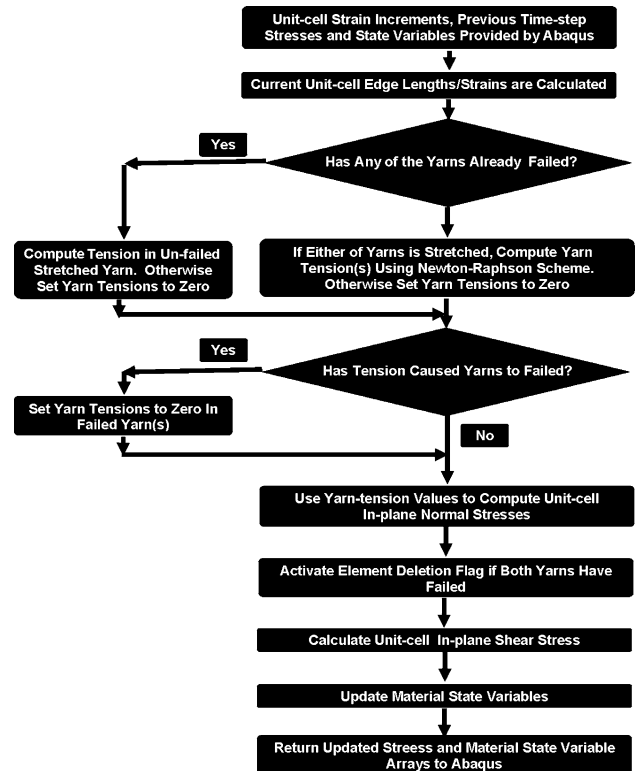 Unit-cell Strain Increments, Previous Time-step
Stresses and State Variables Provided by Abaqus
Current Unit-cell Edge Lengths/Strains are Calculated
Yes
Has Any of the Yarns Already Failed?
Compute Tension in Un-failed
Stretched Yarn. Otherwise
Set Yarn Tensions to Zero
If Either of Yarns is Stretched, Compute Yarn
Tension(s) Using Newton-Raphson Scheme.
Otherwise Set Yarn Tensions to Zero
Yes
Has Tension Caused Yarns to Failed?
Set Yarn Tensions to Zero In
Failed Yarn(s)
No
Use Yarn-tension Values to Compute Unit-cell
In-plane Normal Stresses
Activate Element Deletion Flag if Both Yarns Have
Failed
Calculate Unit-cell In-plane Shear Stress
Update Material State Variables
Return Updated Streess and Material State Variable
Arrays to Abaqus